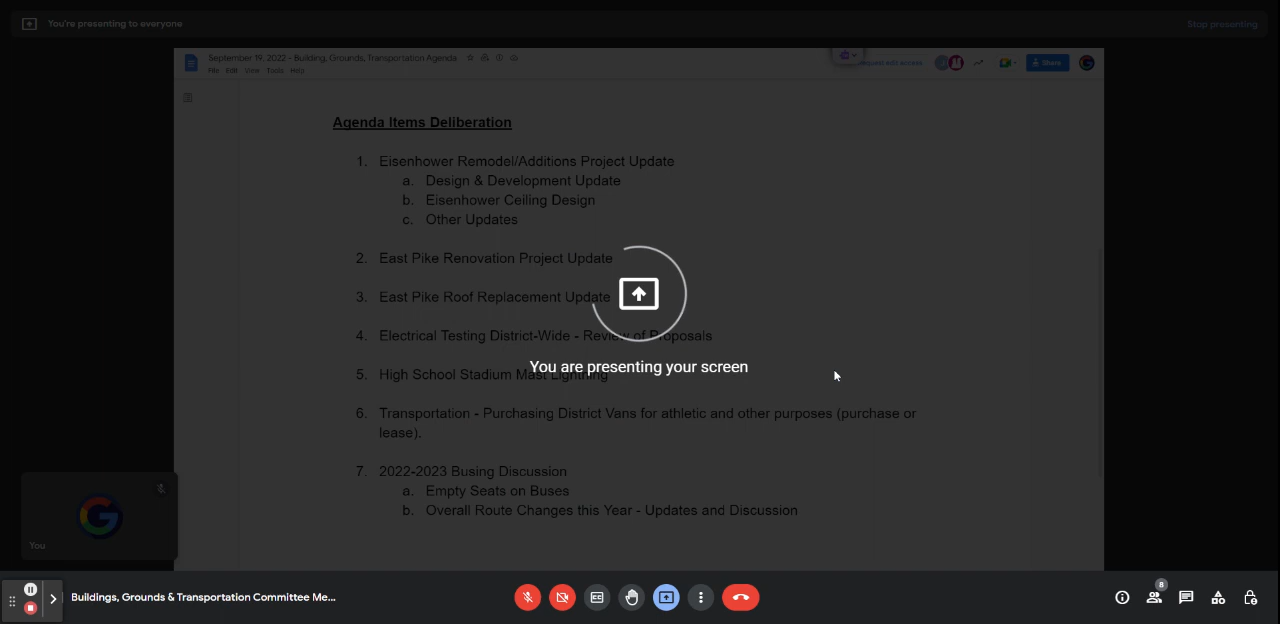 You're presenting to everyone
Stop presenting
September 19, 2022 - Building, Grounds, Transportation Agenda
File Edit View Tools Help
Request edit access
Share
Agenda Items Deliberation
1. Eisenhower Remodel/Additions Project Update
a. Design & Development Update
b. Eisenhower Ceiling Design
c. Other Updates
2. East Pike Renovation Project Update
3. East Pike Roof Replacement Update
4. Electrical Testing District-Wide - Review of Proposals
You are presenting your screen
5. High School Stadium Mast Lightning
6. Transportation - Purchasing District Vans for athletic and other purposes (purchase or
lease).
7. 2022-2023 Busing Discussion
a. Empty Seats on Buses
b. Overall Route Changes this Year - Updates and Discussion
You
Buildings, Grounds & Transportation Committee Me...
8